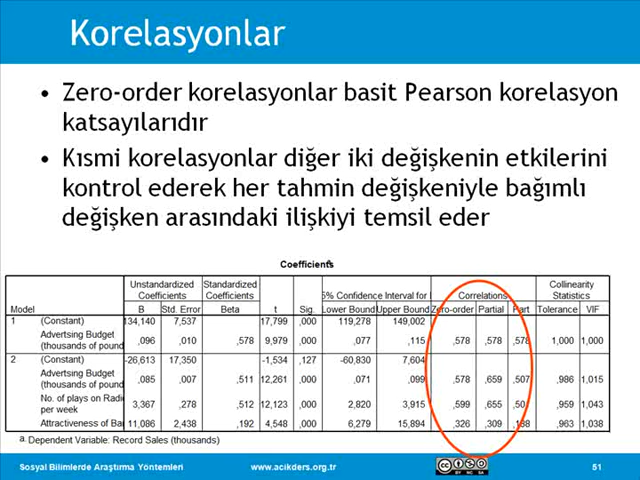 Korelasyonlar
• Zero-order korelasyonlar basit Pearson korelasyon
katsayılarıdır
• Kısmi korelasyonlar diğer iki değişkenin etkilerini
kontrol ederek her tahmin değişkeniyle bağımlı
değişken arasındaki ilişkiyi temsil eder
Coefficients a
Unstandardized Coefficients Standardized Coefficients 5% Confidence Interval for Correlations Collinearity Statistics
Model B Std. Error Beta t Sig. Lower Bound Upper Bound Zero-order Partial Part Tolerance VIF
1 (Constant) 134,140 7,537 17,799 ,000 119,278 149,002
Advertsing Budget (thousands of pound ,096 ,010 ,578 9,979 ,000 ,077 ,115 ,578 ,578 ,578 1,000 1,000
2 (Constant) -26,613 17,350 -1,534 ,127 -60,830 7,604
Advertsing Budget (thousands of pound ,085 ,007 ,511 12,261 ,000 ,071 ,099 ,578 ,659 ,507 ,986 1,015
No. of plays on Radi per week 3,367 ,278 ,512 12,123 ,000 2,820 3,915 ,599 ,655 ,959 1,043
Attractiveness of Ba 11,086 2,438 ,192 4,548 ,000 6,279 15,894 ,326 ,309 ,188 ,963 1,038
a. Dependent Variable: Record Sales (thousands)
Sosyal Bilimlerde Araştırma Yöntemleri www.acikders.org.tr cc BY NC SA 51